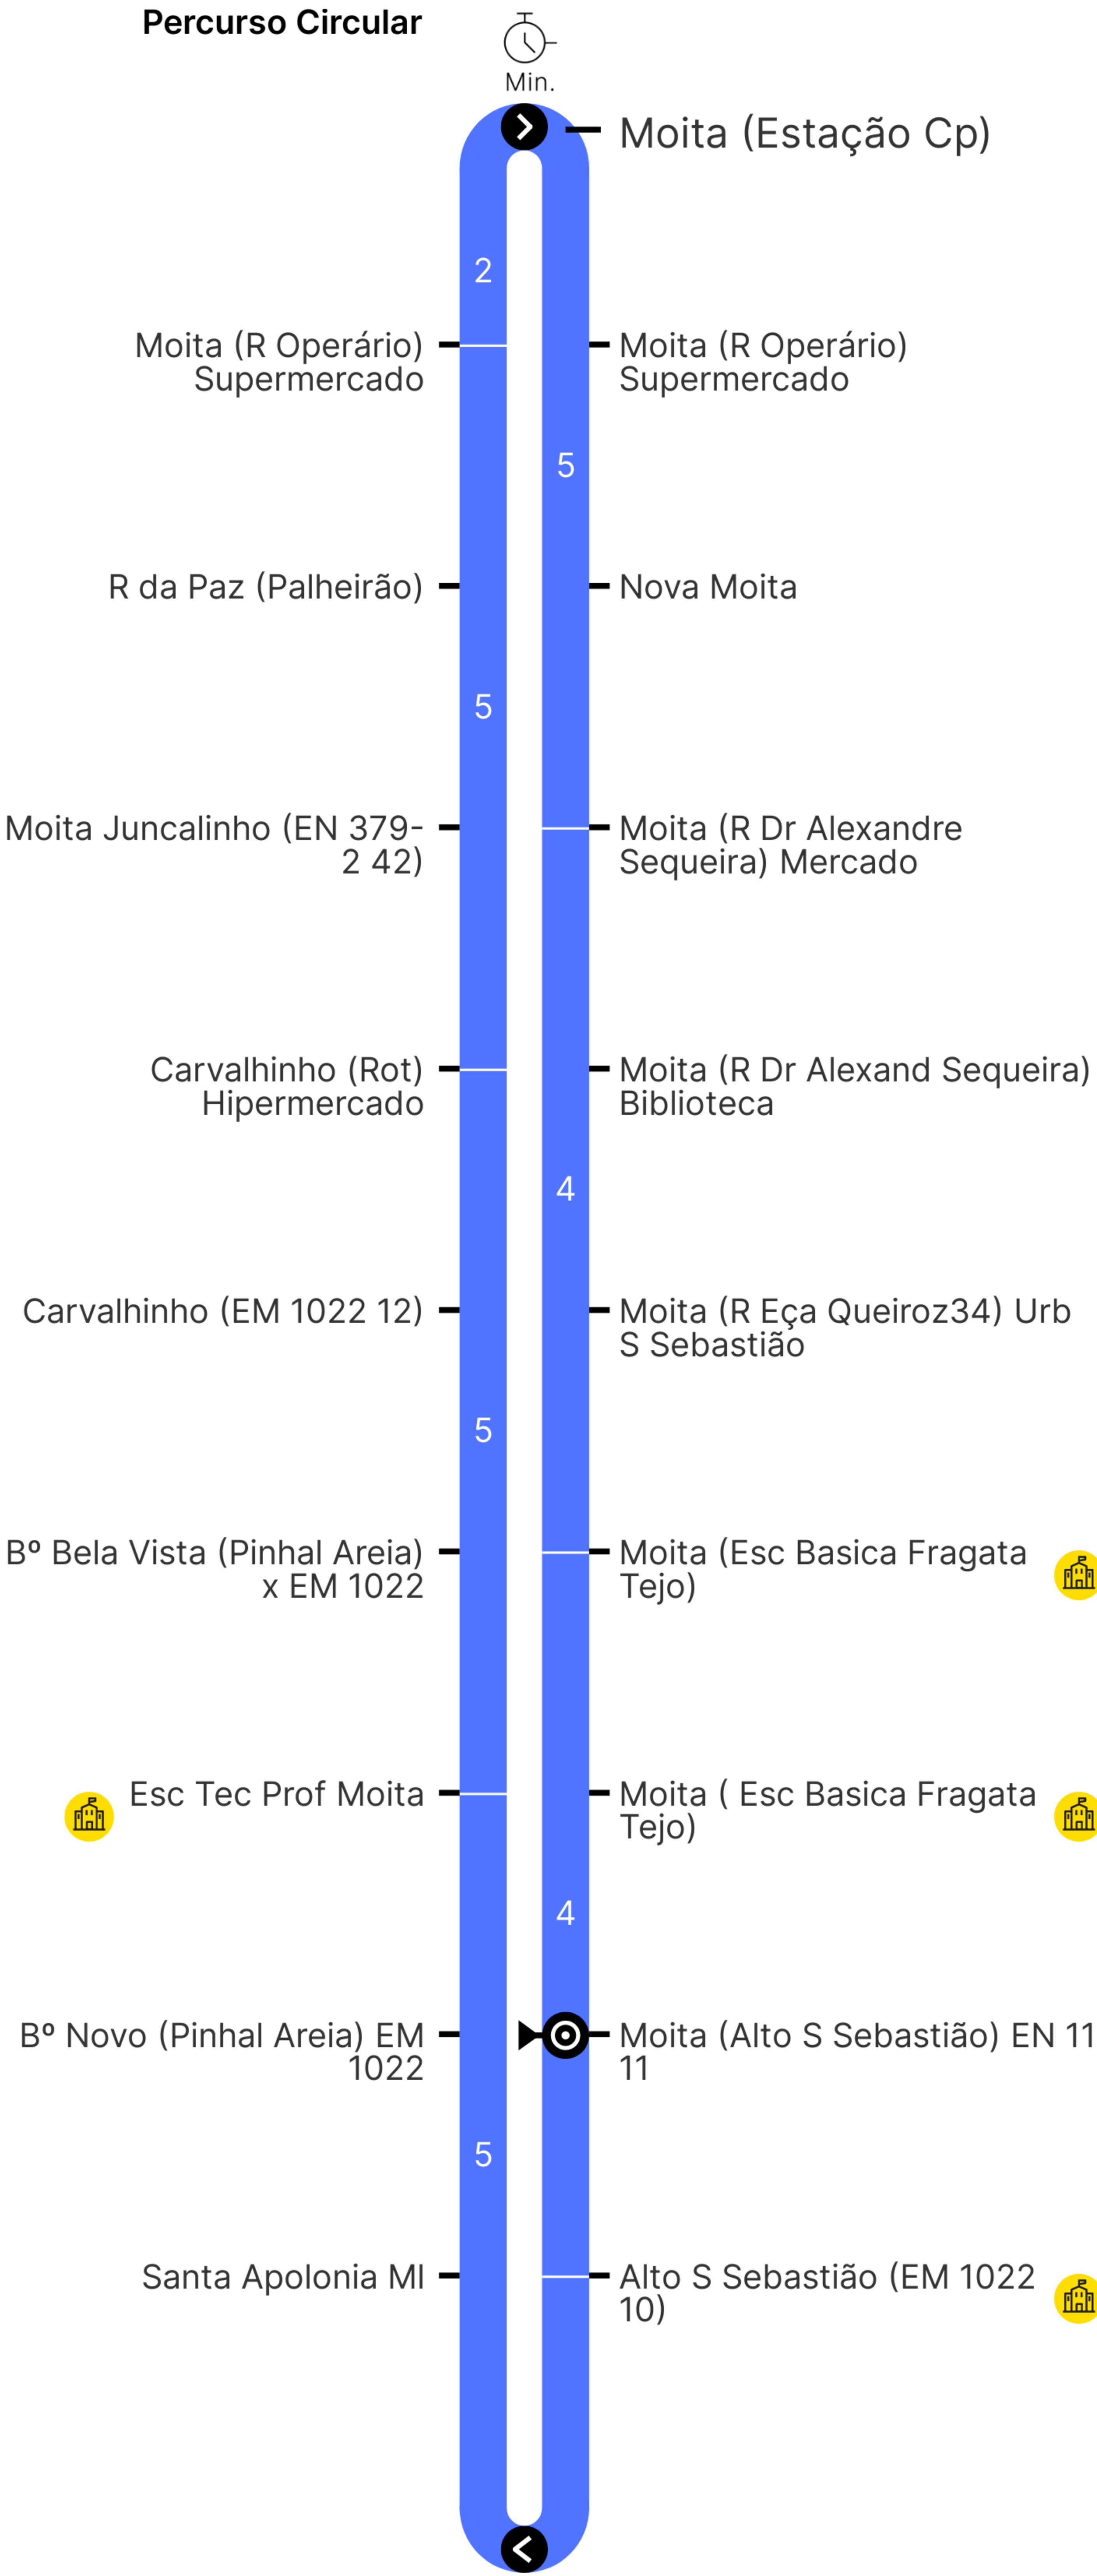 Percurso Circular
Min.
Moita (Estação Cp)
2
Moita (R Operário)
Supermercado
Moita (R Operário)
Supermercado
5
R da Paz (Palheirão)
Nova Moita
5
Moita Juncalinho (EN 379-
2 42)
Moita (R Dr Alexandre
Sequeira) Mercado
Carvalhinho (Rot)
Hipermercado
Moita (R Dr Alexand Sequeira)
Biblioteca
4
Carvalhinho (EM 1022 12)
Moita (R Eça Queiroz34) Urb
S Sebastião
5
Bº Bela Vista (Pinhal Areia)
x EM 1022
Moita (Esc Basica Fragata
Tejo)
Esc Tec Prof Moita
Moita ( Esc Basica Fragata
Tejo)
4
Bº Novo (Pinhal Areia) EM
1022
Moita (Alto S Sebastião) EN 11
11
5
Santa Apolonia MI
Alto S Sebastião (EM 1022
10)